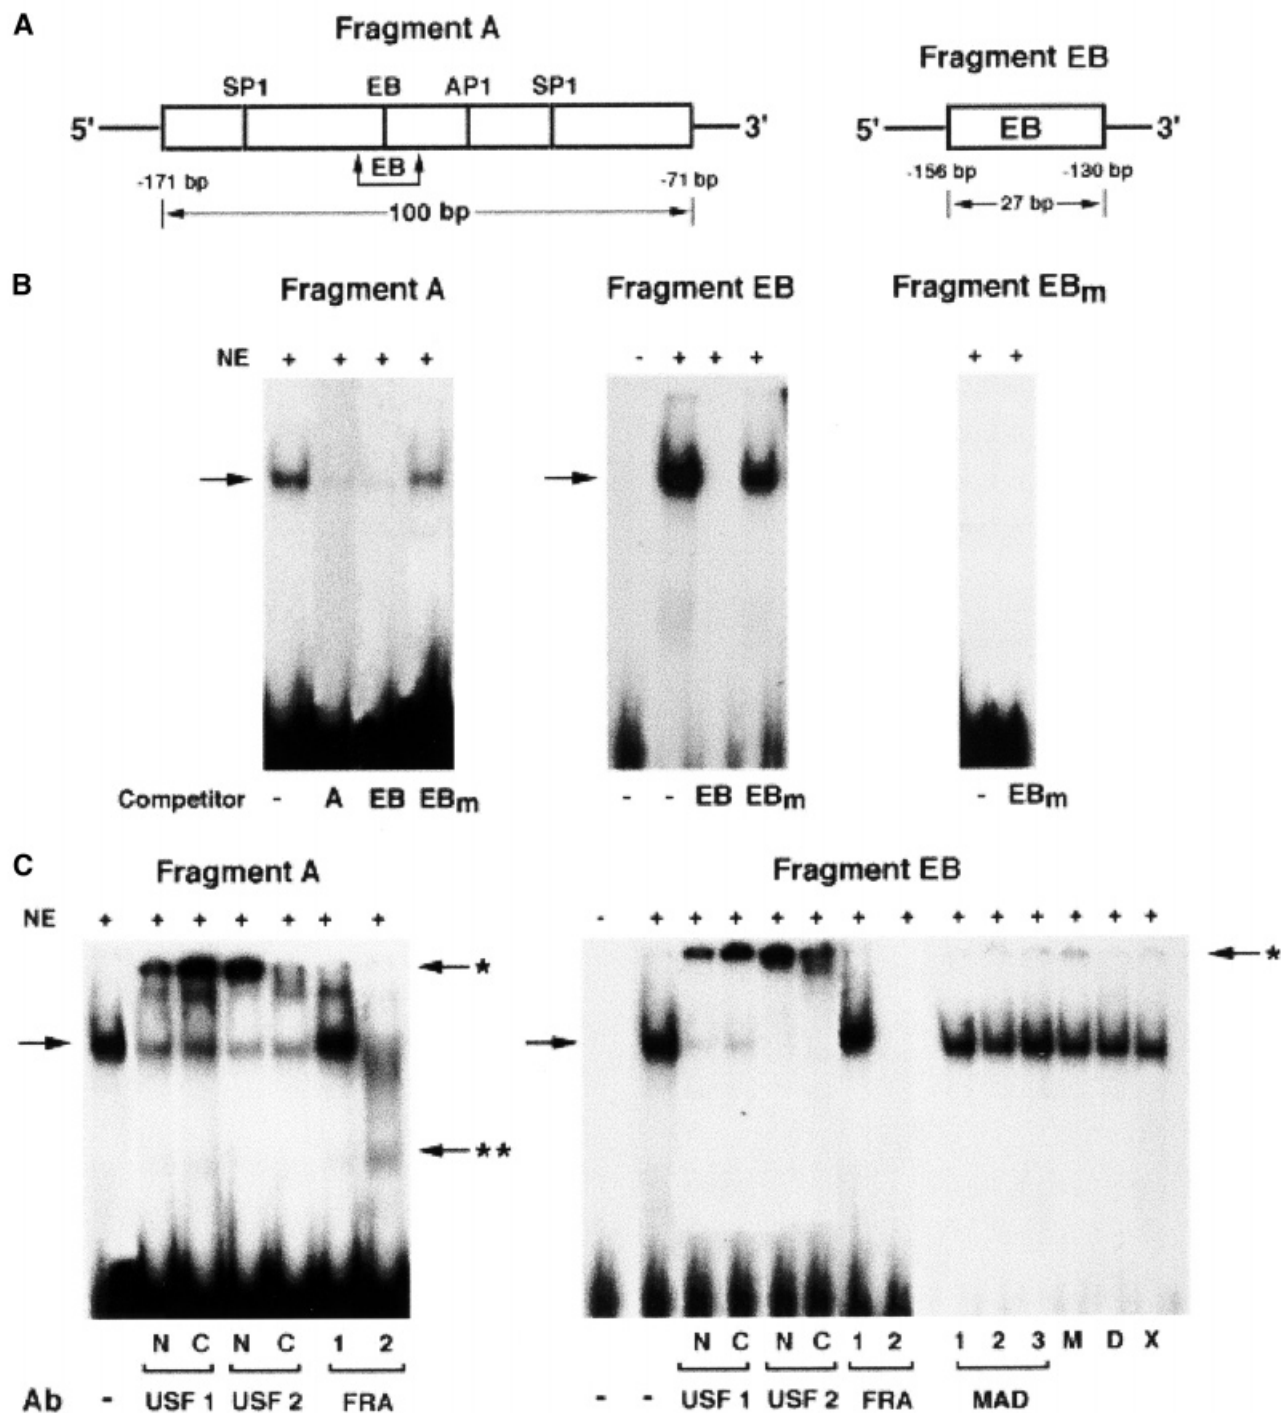 A
Fragment A
Fragment EB
SP1 EB AP1 SP1
5' 3'
EB
-171 bp -71 bp
100 bp
5' EB 3'
-156 bp -130 bp
27 bp
B
Fragment A
Fragment EB
Fragment EBm
NE + + + +
- + + +
+ +
Competitor - A EB EBm
- - EB EBm
- EBm
C
Fragment A
Fragment EB
NE + + + + + + +
- + + + + + + + + + + + + +
*
**
*
N C N C 1 2
Ab - USF 1 USF 2 FRA
N C N C 1 2 1 2 3 M D X
- - USF 1 USF 2 FRA MAD